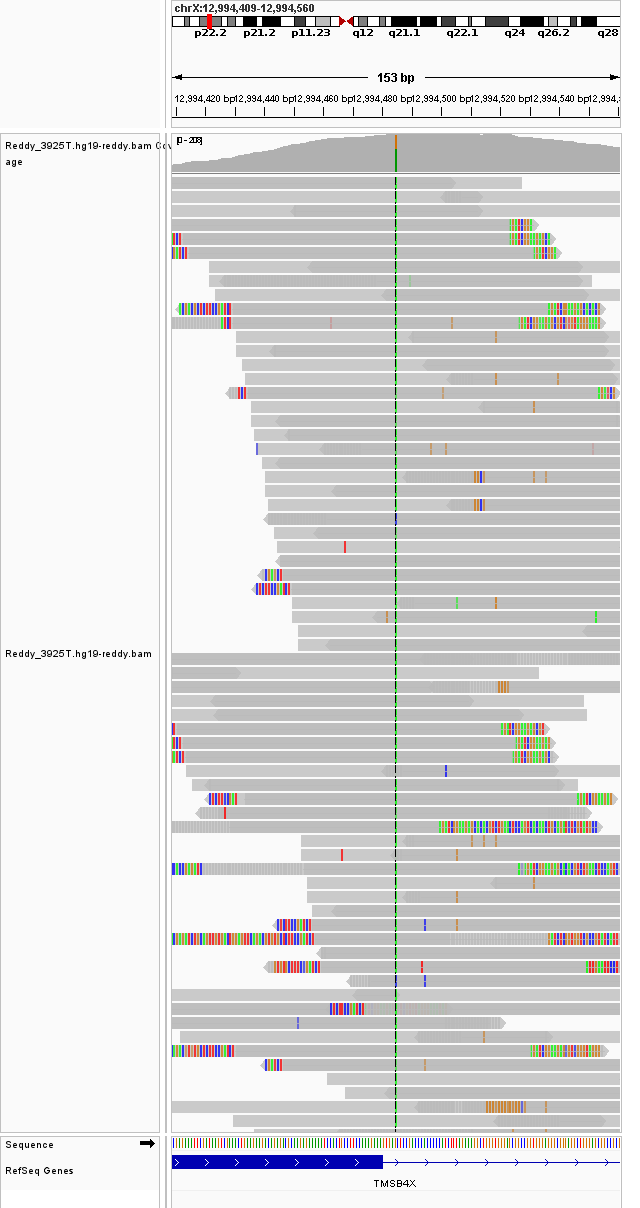 chrX:12,994,409-12,994,560
p22.2 p21.2 p11.23 q12 q21.1 q22.1 q24 q26.2 q28
153 bp
12,994,420 bp 12,994,440 bp 12,994,460 bp 12,994,480 bp 12,994,500 bp 12,994,520 bp 12,994,540 bp
Reddy_3925T.hg19-reddy.bam Cov
age
[0 - 208]
Reddy_3925T.hg19-reddy.bam
Sequence
RefSeq Genes
TMSB4X